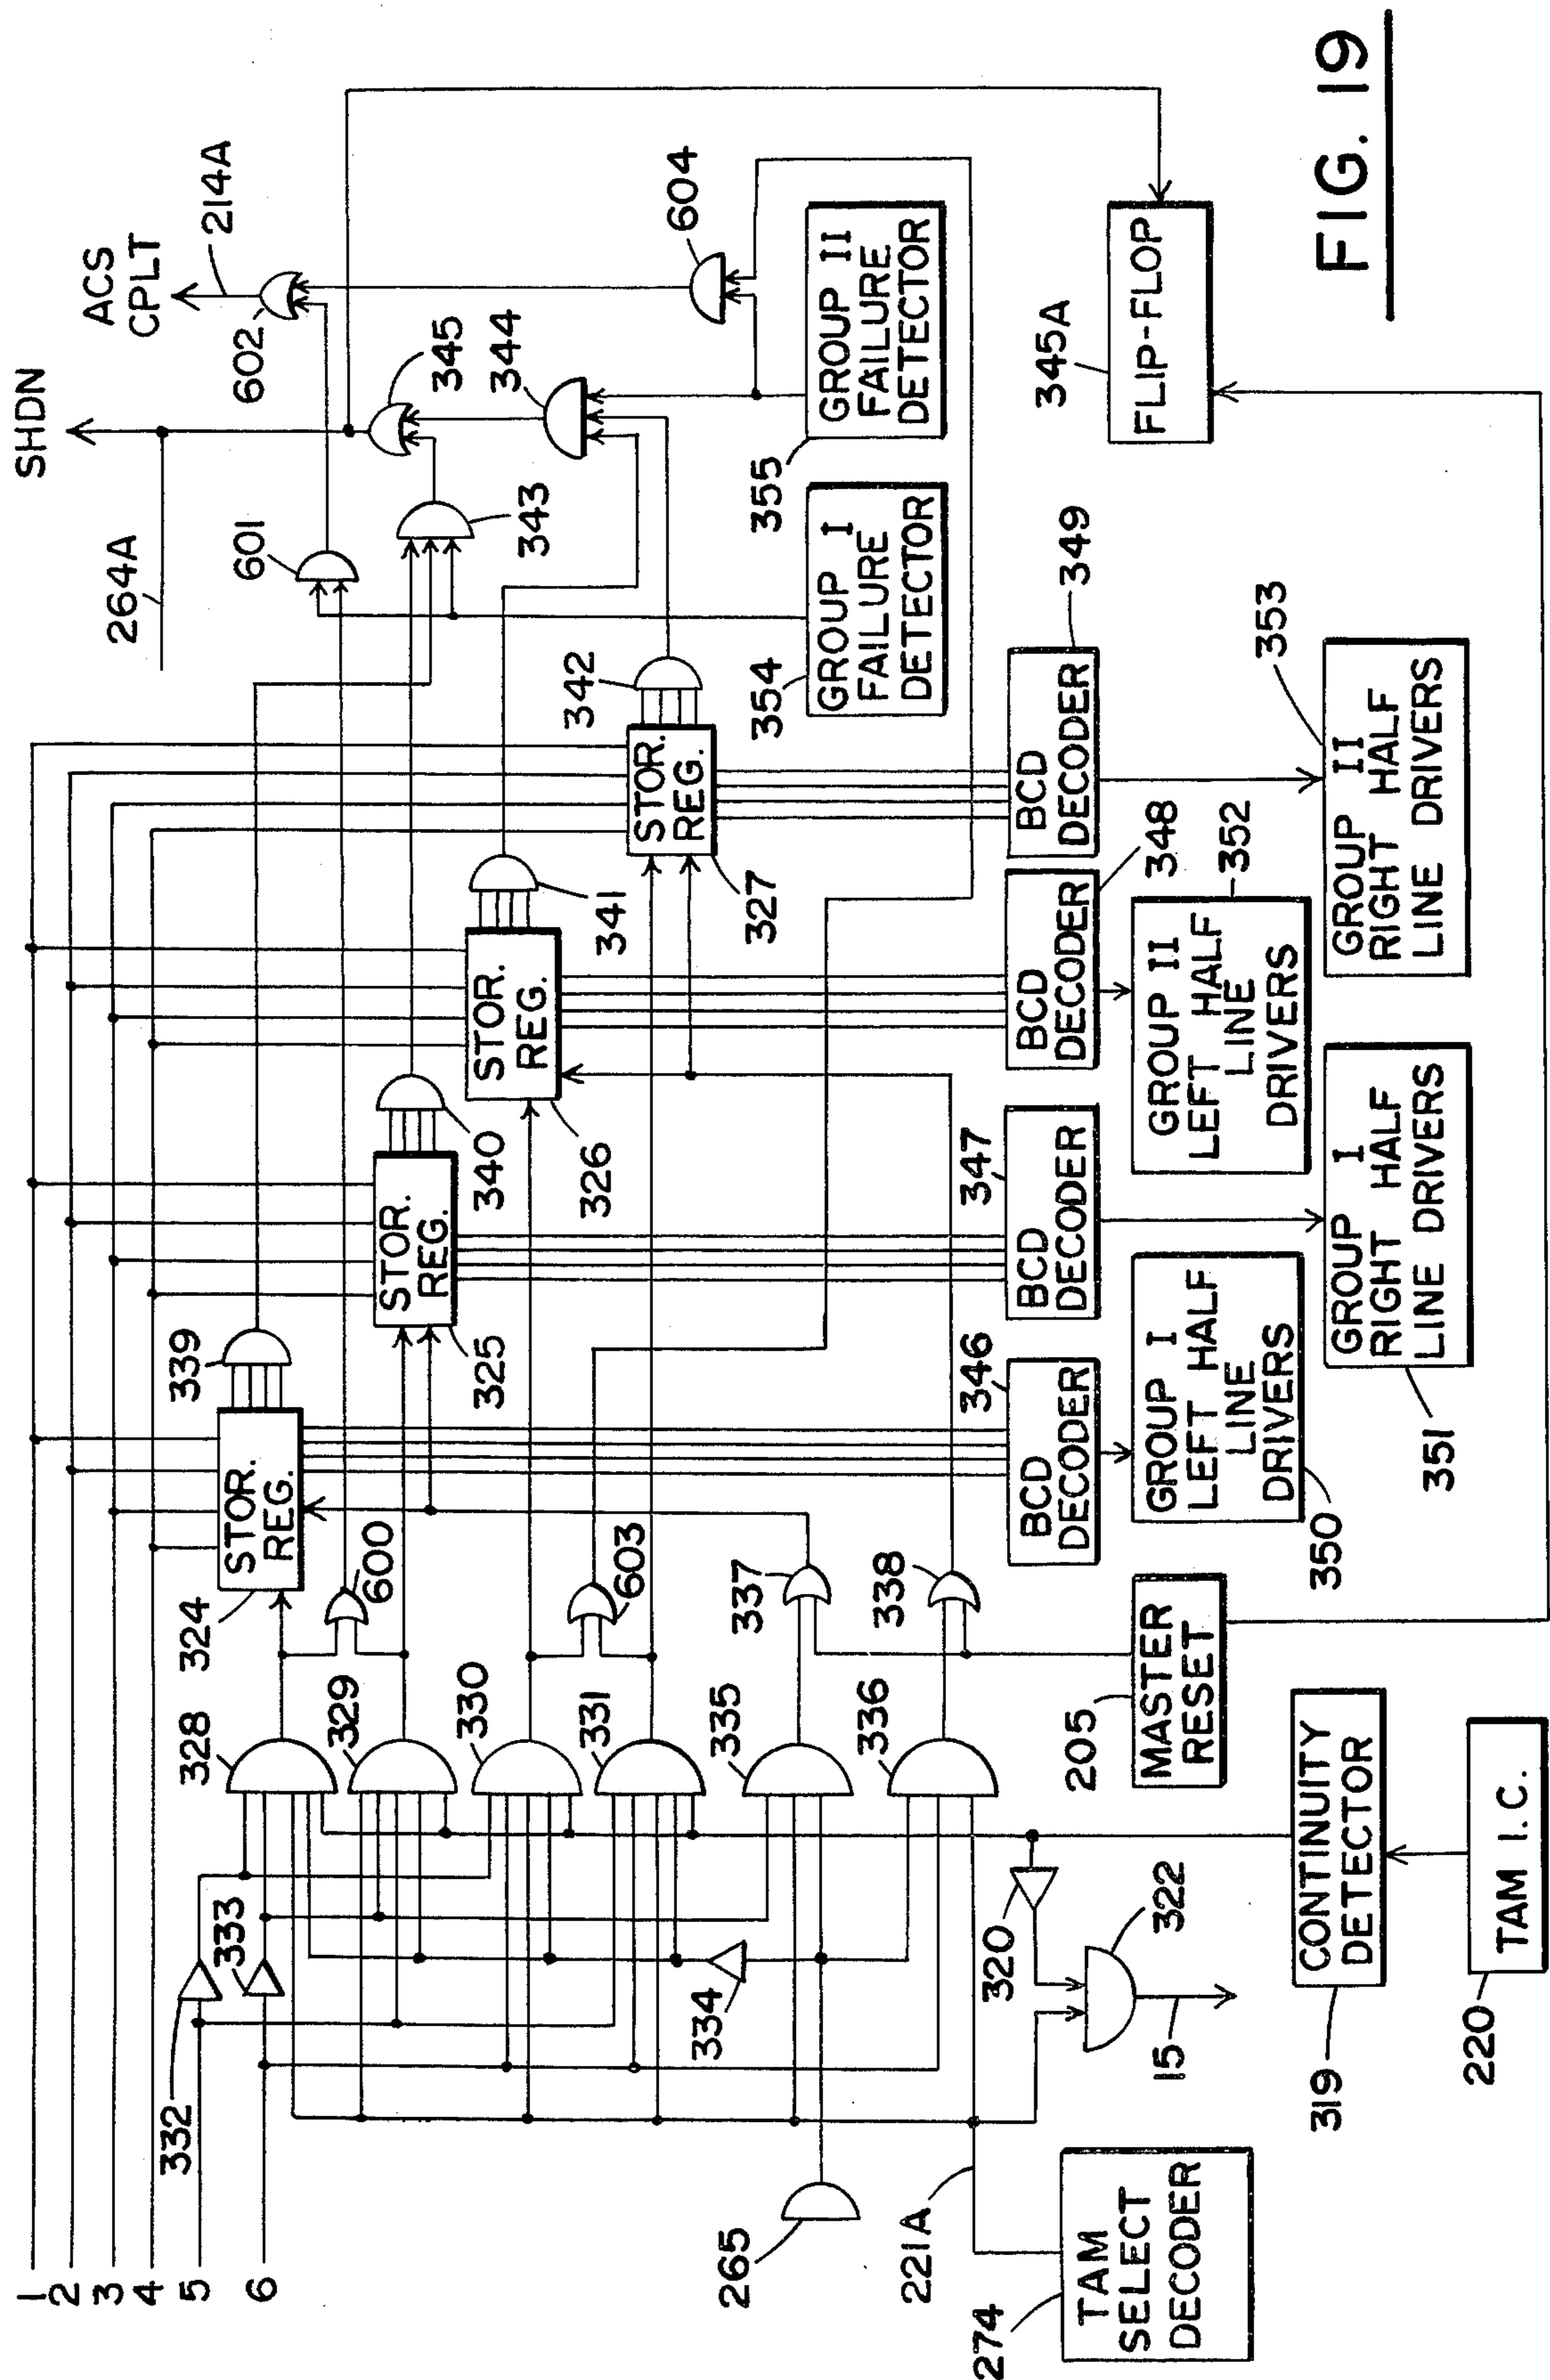 SHDN
ACS
CPLT
214A
602
264A
601
345
344
343
604
GROUP II
FAILURE
DETECTOR
355
GROUP I
FAILURE
DETECTOR
354
FLIP-FLOP
345A
FIG. 19
1
2
3
4
5
6
339
340
341
342
STOR.
REG.
324
STOR.
REG.
325
STOR.
REG.
326
STOR.
REG.
327
328
329
330
331
335
336
600
603
337
338
332
333
334
265
221A
TAM
SELECT
DECODER
274
320
322
15
BCD
DECODER
346
BCD
DECODER
347
BCD
DECODER
348
BCD
DECODER
349
GROUP I
LEFT HALF
LINE
DRIVERS
350
GROUP I
RIGHT HALF
LINE DRIVERS
351
GROUP II
LEFT HALF
LINE
DRIVERS
352
GROUP II
RIGHT HALF
LINE DRIVERS
353
MASTER
RESET
205
CONTINUITY
DETECTOR
319
TAM I.C.
220